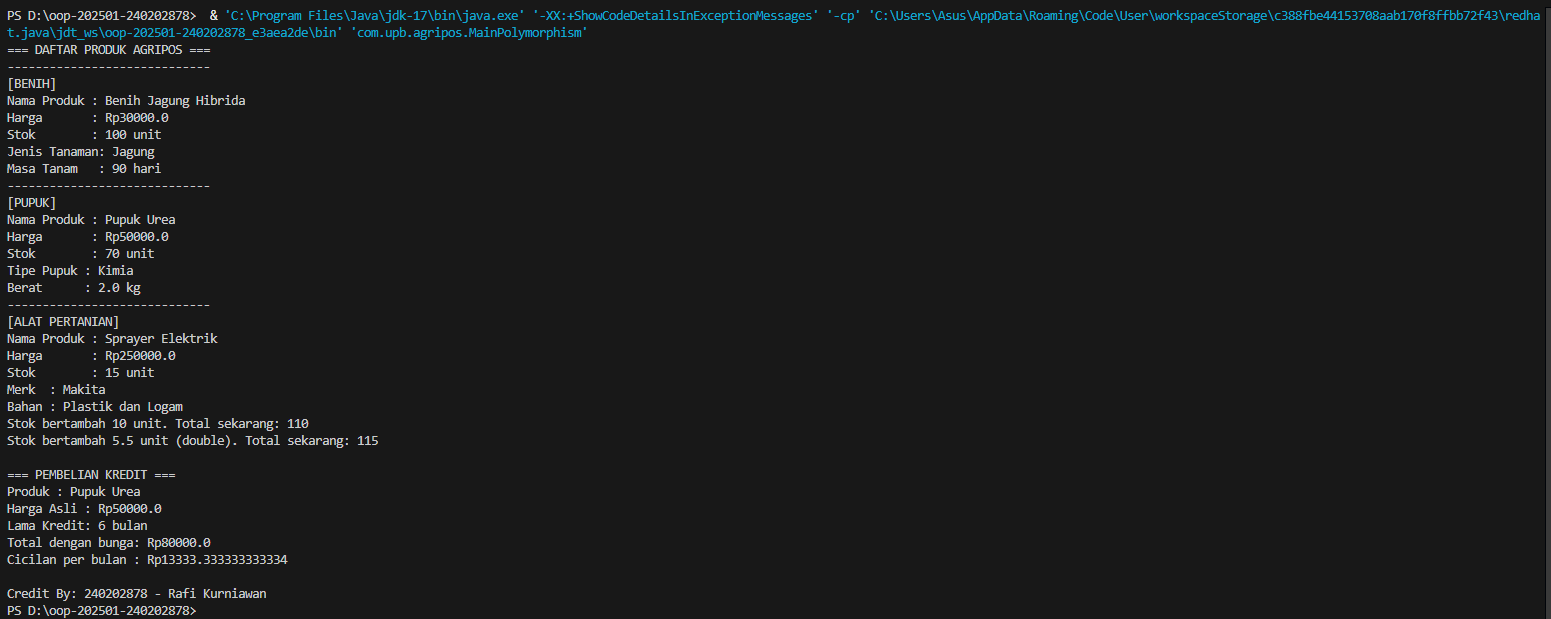 PS D:\oop-202501-240202878>  & 'C:\Program Files\Java\jdk-17\bin\java.exe' '-XX:+ShowCodeDetailsInExceptionMessages' '-cp' 'C:\Users\Asus\AppData\Roaming\Code\User\workspaceStorage\c388fbe44153708aab170f8ffbb72f43\redha
t.java\jdt_ws\oop-202501-240202878_e3aea2de\bin' 'com.upb.agripos.MainPolymorphism'
=== DAFTAR PRODUK AGRIPOS ===
-----------------------------
[BENIH]
Nama Produk : Benih Jagung Hibrida
Harga       : Rp30000.0
Stok        : 100 unit
Jenis Tanaman: Jagung
Masa Tanam   : 90 hari
-----------------------------
[PUPUK]
Nama Produk : Pupuk Urea
Harga       : Rp50000.0
Stok        : 70 unit
Tipe Pupuk : Kimia
Berat      : 2.0 kg
-----------------------------
[ALAT PERTANIAN]
Nama Produk : Sprayer Elektrik
Harga       : Rp250000.0
Stok        : 15 unit
Merk  : Makita
Bahan : Plastik dan Logam
Stok bertambah 10 unit. Total sekarang: 110
Stok bertambah 5.5 unit (double). Total sekarang: 115

=== PEMBELIAN KREDIT ===
Produk : Pupuk Urea
Harga Asli : Rp50000.0
Lama Kredit: 6 bulan
Total dengan bunga: Rp80000.0
Cicilan per bulan : Rp13333.333333333334

Credit By: 240202878 - Rafi Kurniawan
PS D:\oop-202501-240202878>